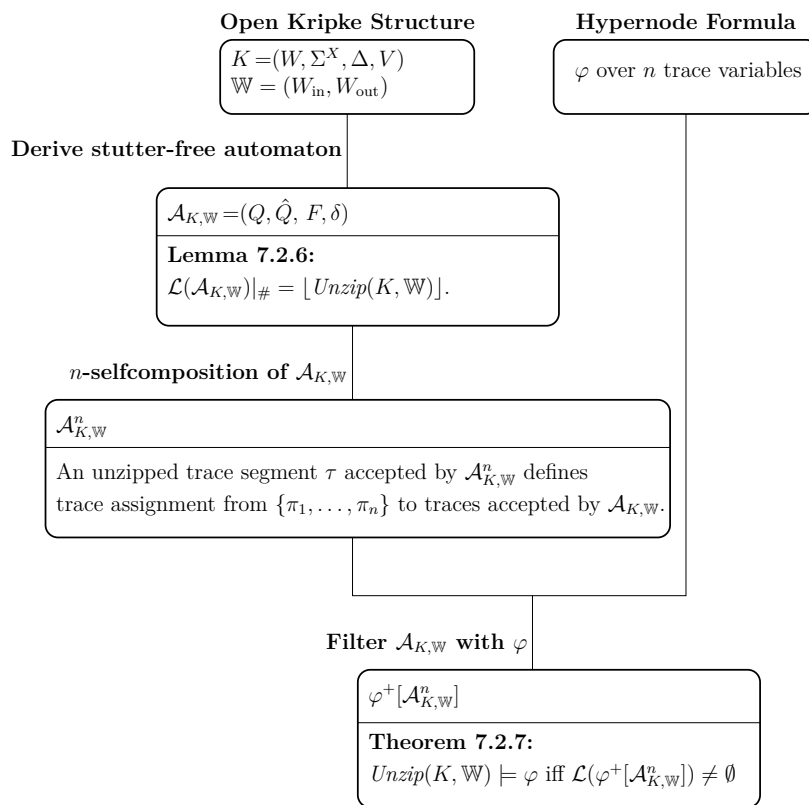 Open Kripke Structure
K =(W, Σ^X, Δ, V)
𝕎 = (W_in, W_out)
Hypernode Formula
φ over n trace variables
Derive stutter-free automaton
𝒜_{K,𝕎} =(Q, Q̂, F, δ)
Lemma 7.2.6:
ℒ(𝒜_{K,𝕎})|_# = ⌊Unzip(K, 𝕎)⌋.
n-selfcomposition of 𝒜_{K,𝕎}
𝒜^n_{K,𝕎}
An unzipped trace segment τ accepted by 𝒜^n_{K,𝕎} defines
trace assignment from {π_1, . . . , π_n} to traces accepted by 𝒜_{K,𝕎}.
Filter 𝒜_{K,𝕎} with φ
φ^+[𝒜^n_{K,𝕎}]
Theorem 7.2.7:
Unzip(K, 𝕎) ⊨ φ iff ℒ(φ^+[𝒜^n_{K,𝕎}]) ≠ ∅